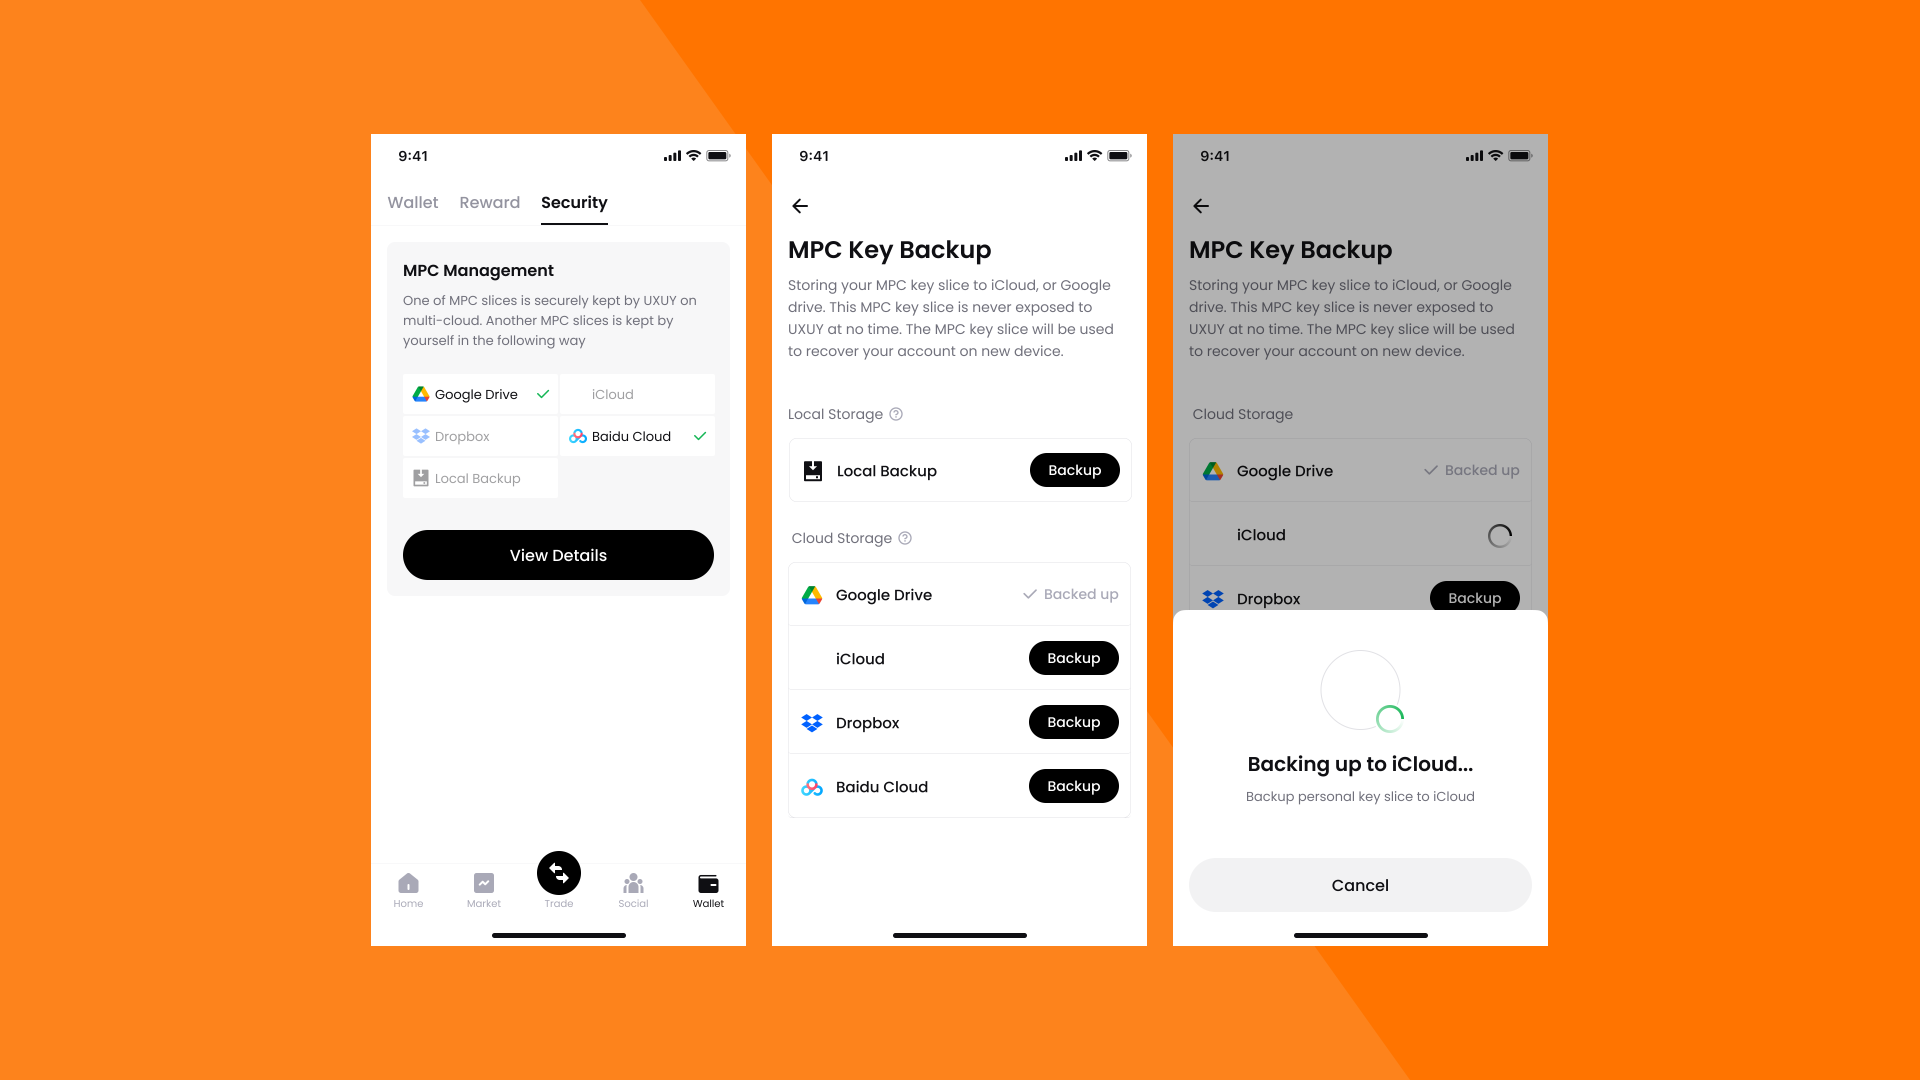 9:41
Wallet Reward Security
MPC Management
One of MPC slices is securely kept by UXUY on
multi-cloud. Another MPC slices is kept by
yourself in the following way
Google Drive iCloud
Dropbox Baidu Cloud
Local Backup
View Details
Home Market Trade Social Wallet
9:41
MPC Key Backup
Storing your MPC key slice to iCloud, or Google
drive. This MPC key slice is never exposed to
UXUY at no time. The MPC key slice will be used
to recover your account on new device.
Local Storage ?
Local Backup Backup
Cloud Storage ?
Google Drive Backed up
iCloud Backup
Dropbox Backup
Baidu Cloud Backup
9:41
MPC Key Backup
Storing your MPC key slice to iCloud, or Google
drive. This MPC key slice is never exposed to
UXUY at no time. The MPC key slice will be used
to recover your account on new device.
Cloud Storage
Google Drive Backed up
iCloud
Dropbox Backup
Backing up to iCloud...
Backup personal key slice to iCloud
Cancel